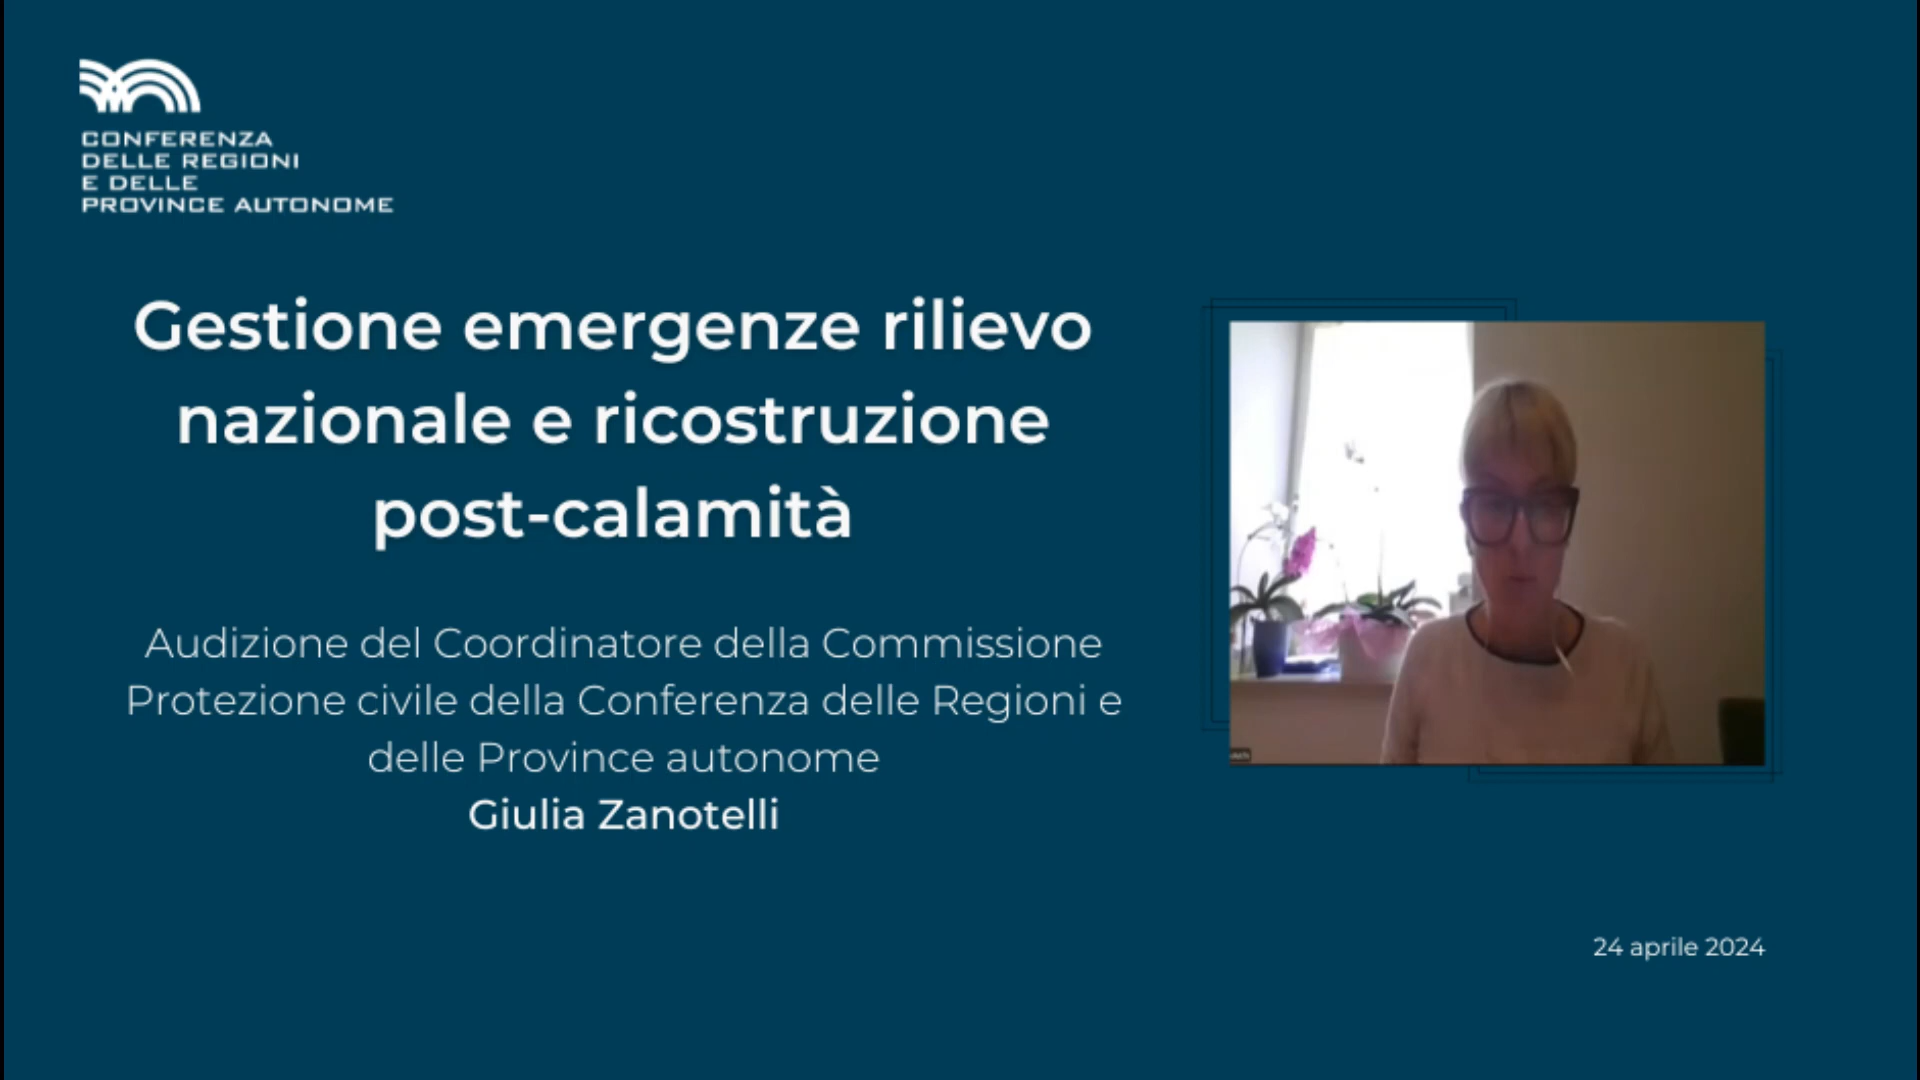 CONFERENZA
DELLE REGIONI
E DELLE
PROVINCE AUTONOME
Gestione emergenze rilievo
nazionale e ricostruzione
post-calamità
Audizione del Coordinatore della Commissione
Protezione civile della Conferenza delle Regioni e
delle Province autonome
Giulia Zanotelli
24 aprile 2024